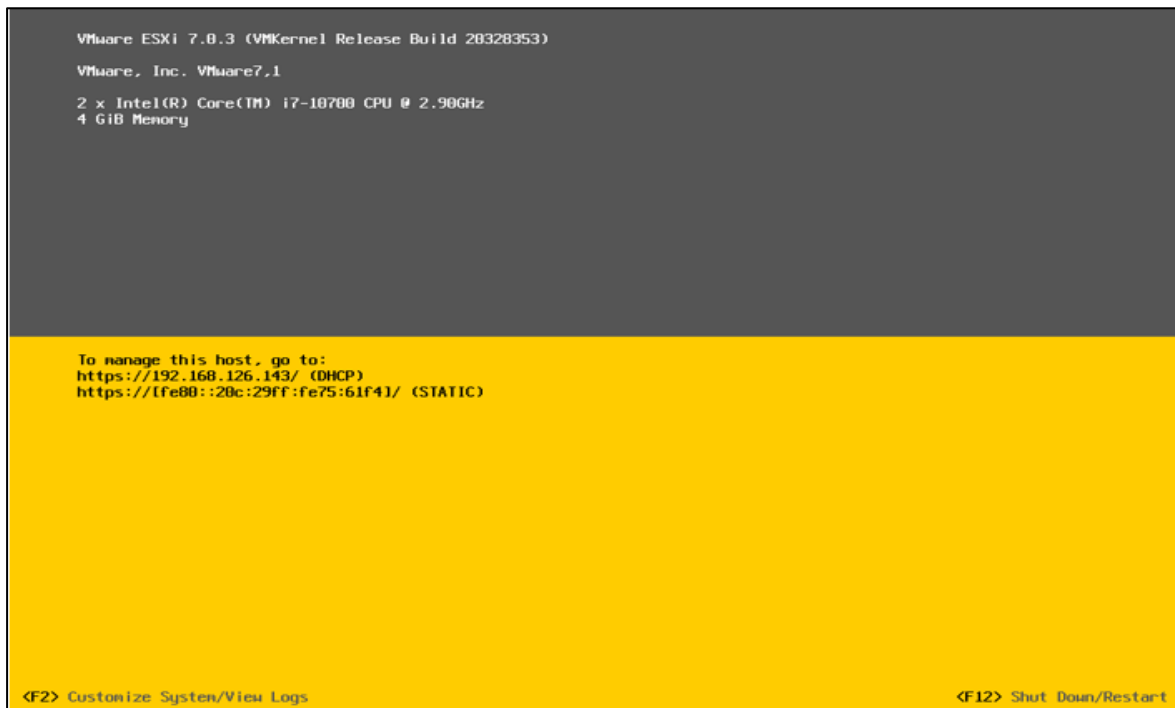 VMware ESXi 7.0.3 (VMKernel Release Build 20328353)
VMware, Inc. VMware7,1
2 x Intel(R) Core(TM) i7-10700 CPU @ 2.90GHz
4 GiB Memory
To manage this host, go to:
https://192.168.126.143/ (DHCP)
https://[fe80::20c:29ff:fe75:61f4]/ (STATIC)
<F2> Customize System/View Logs
<F12> Shut Down/Restart